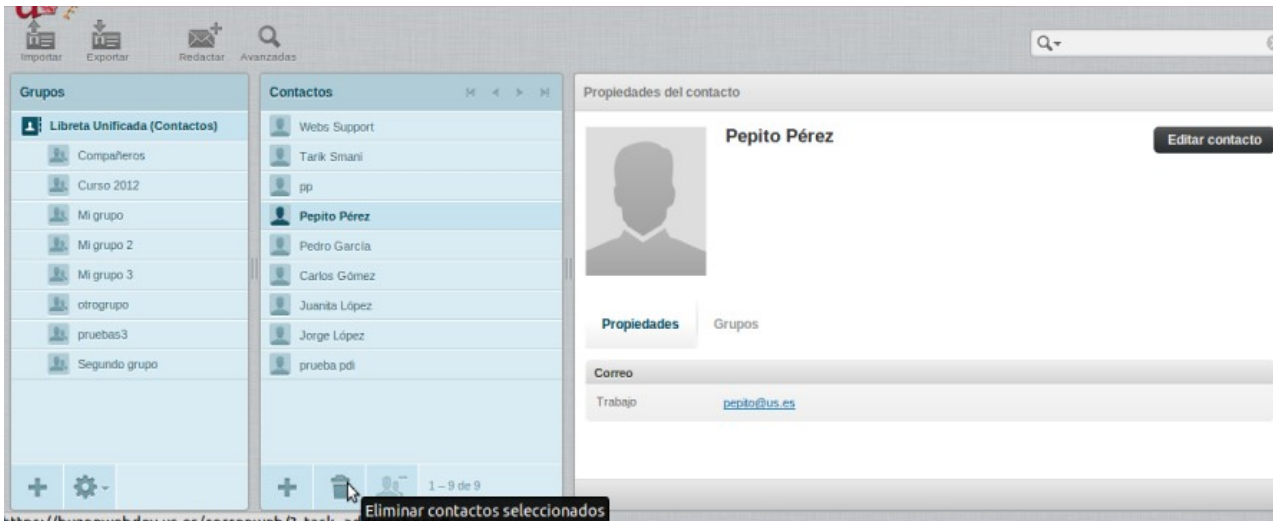 Importar Exportar Redactar Avanzadas
Grupos
Libreta Unificada (Contactos)
Compañeros
Curso 2012
Mi grupo
Mi grupo 2
Mi grupo 3
otrogrupo
pruebas3
Segundo grupo
Contactos
Webs Support
Tarik Smani
pp
Pepito Pérez
Pedro García
Carlos Gómez
Juanita López
Jorge López
prueba pdi
1 – 9 de 9
Eliminar contactos seleccionados
Propiedades del contacto
Pepito Pérez
Editar contacto
Propiedades Grupos
Correo
Trabajo pepito@us.es